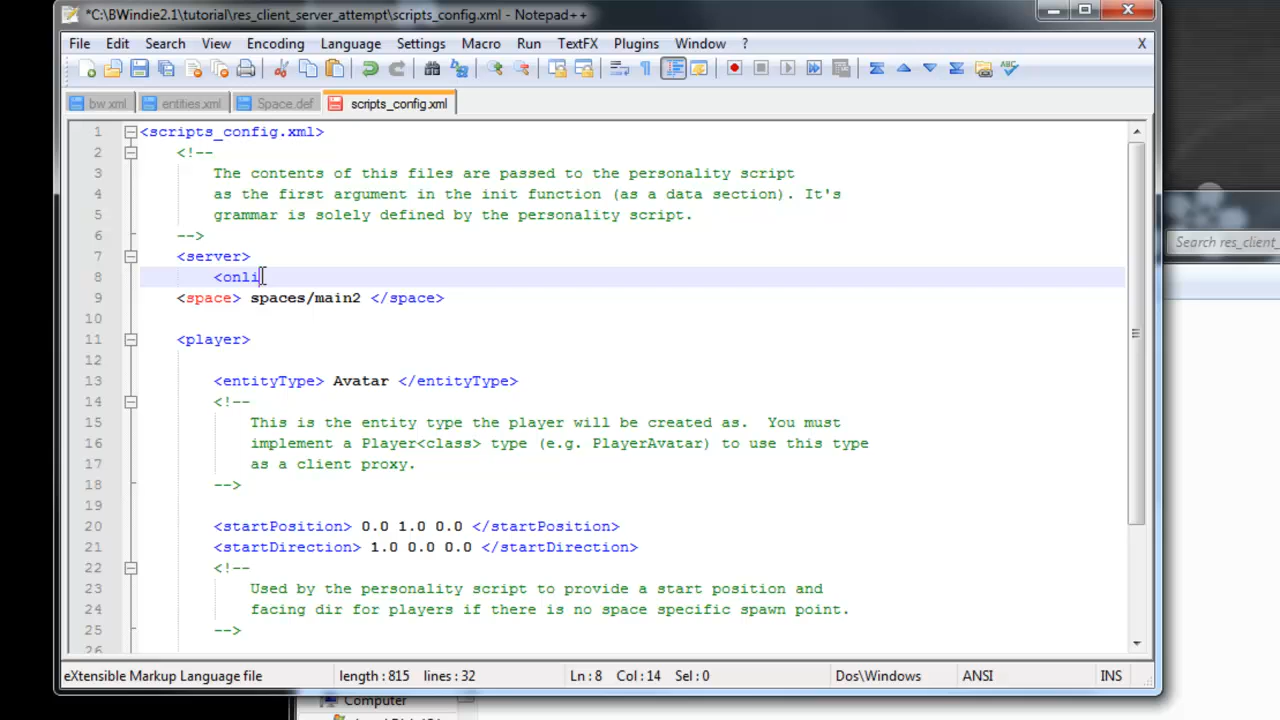 *C:\BWindie2.1\tutorial\res_client_server_attempt\scripts_config.xml - Notepad++
File Edit Search View Encoding Language Settings Macro Run TextFX Plugins Window ? X
bw.xml entities.xml Space.def scripts_config.xml
1 <scripts_config.xml>
2 <!--
3 The contents of this files are passed to the personality script
4 as the first argument in the init function (as a data section). It's
5 grammar is solely defined by the personality script.
6 -->
7 <server>
8 <onli
9 <space> spaces/main2 </space>
10
11 <player>
12
13 <entityType> Avatar </entityType>
14 <!--
15 This is the entity type the player will be created as. You must
16 implement a Player<class> type (e.g. PlayerAvatar) to use this type
17 as a client proxy.
18 -->
19
20 <startPosition> 0.0 1.0 0.0 </startPosition>
21 <startDirection> 1.0 0.0 0.0 </startDirection>
22 <!--
23 Used by the personality script to provide a start position and
24 facing dir for players if there is no space specific spawn point.
25 -->
26
eXtensible Markup Language file length : 815 lines : 32 Ln : 8 Col : 14 Sel : 0 Dos\Windows ANSI INS
Search res_client_
Computer